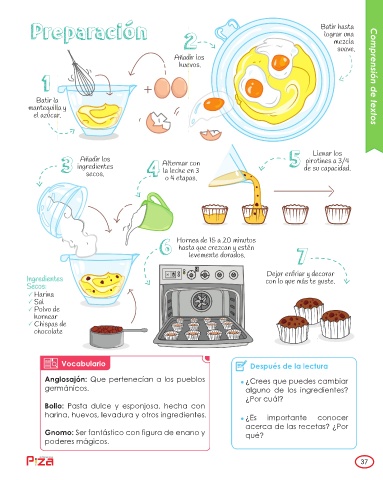 Preparación
1
Batir la
mantequilla y
el azúcar.
+
2
Añadir los
huevos.
Batir hasta
lograr una
mezcla
suave.
Comprensión de textos
3
Añadir los
ingredientes
secos,
4
Alternar con
la leche en 3
o 4 etapas.
5
Llenar los
pirotines a 3/4
de su capacidad.
6
Hornea de 15 a 20 minutos
hasta que crezcan y estén
levemente dorados.
7
Dejar enfriar y decorar
con lo que más te guste.
Ingredientes
Secos:
✓ Harina
✓ Sal
✓ Polvo de
hornear
✓ Chispas de
chocolate
Vocabulario
Anglosajón: Que pertenecían a los pueblos
germánicos.
Bollo: Pasta dulce y esponjosa, hecha con
harina, huevos, levadura y otros ingredientes.
Gnomo: Ser fantástico con figura de enano y
poderes mágicos.
Después de la lectura
• ¿Crees que puedes cambiar
alguno de los ingredientes?
¿Por cuál?
• ¿Es importante conocer
acerca de las recetas? ¿Por
qué?
37